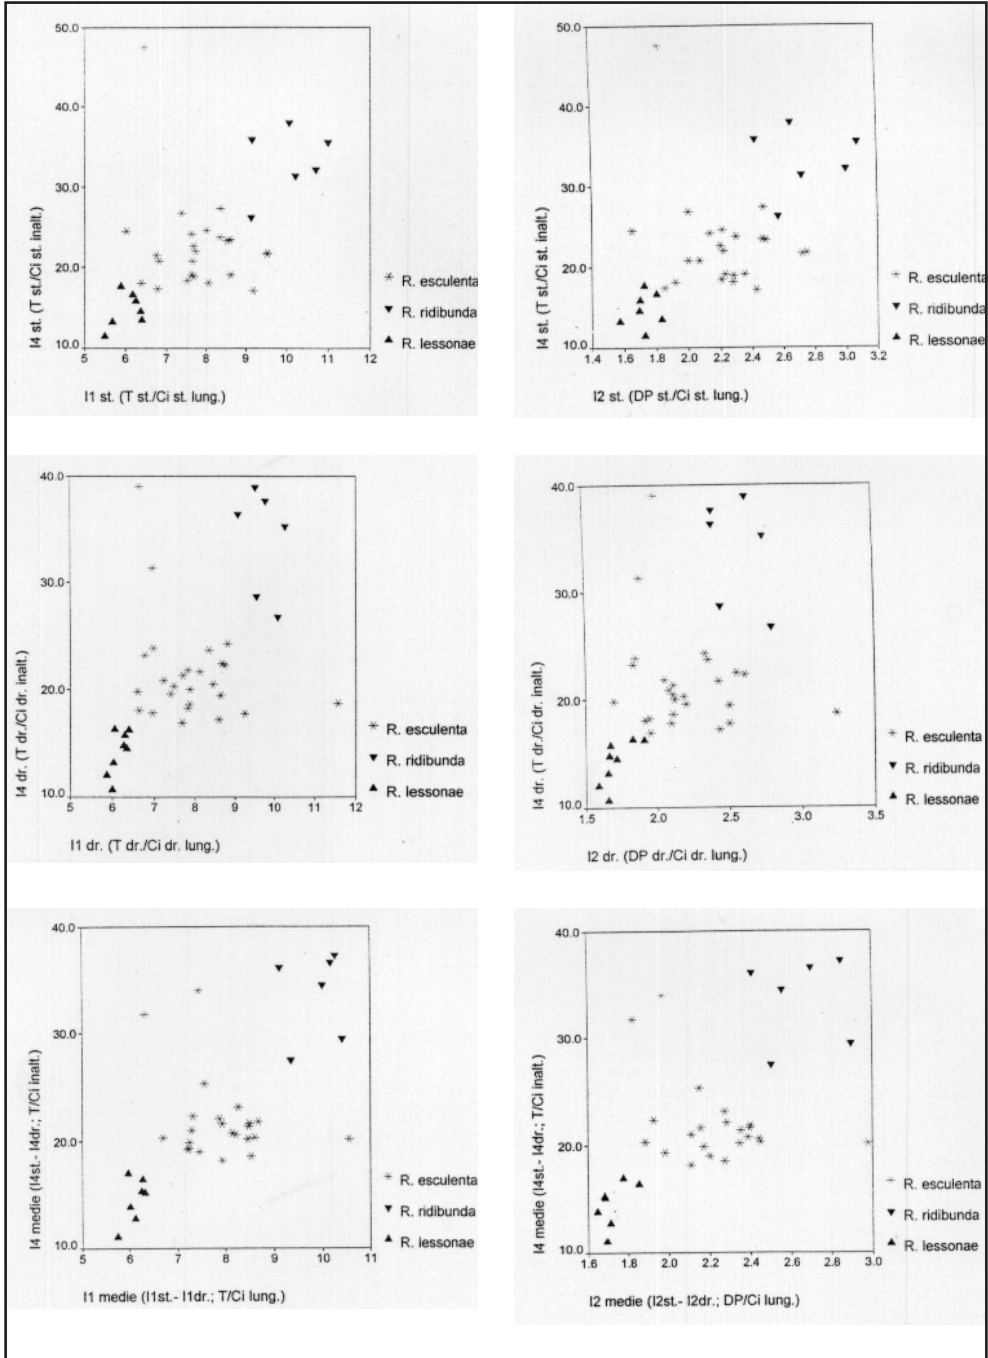 50.0
40.0
30.0
20.0
10.0
I4 st. (T st./Ci st. inalt.)
5 6 7 8 9 10 11 12
I1 st. (T st./Ci st. lung.)
R. esculenta
R. ridibunda
R. lessonae
50.0
40.0
30.0
20.0
10.0
I4 st. (T st./Ci st. inalt.)
1.4 1.6 1.8 2.0 2.2 2.4 2.6 2.8 3.0 3.2
I2 st. (DP st./Ci st. lung.)
R. esculenta
R. ridibunda
R. lessonae
40.0
30.0
20.0
10.0
I4 dr. (T dr./Ci dr. inalt.)
5 6 7 8 9 10 11 12
I1 dr. (T dr./Ci dr. lung.)
R. esculenta
R. ridibunda
R. lessonae
40.0
30.0
20.0
10.0
I4 dr. (T dr./Ci dr. inalt.)
1.5 2.0 2.5 3.0 3.5
I2 dr. (DP dr./Ci dr. lung.)
R. esculenta
R. ridibunda
R. lessonae
40.0
30.0
20.0
10.0
I4 medie (I4st.- I4dr.; T/Ci inalt.)
5 6 7 8 9 10 11
I1 medie (I1st.- I1dr.; T/Ci lung.)
R. esculenta
R. ridibunda
R. lessonae
40.0
30.0
20.0
10.0
I4 medie (I4st.- I4dr.; T/Ci inalt.)
1.6 1.8 2.0 2.2 2.4 2.6 2.8 3.0
I2 medie (I2st.- I2dr.; DP/Ci lung.)
R. esculenta
R. ridibunda
R. lessonae